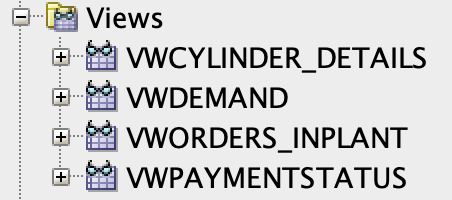 Views
VWCYLINDER_DETAILS
VWDEMAND
VWORDERS_INPLANT
VWPAYMENTSTATUS